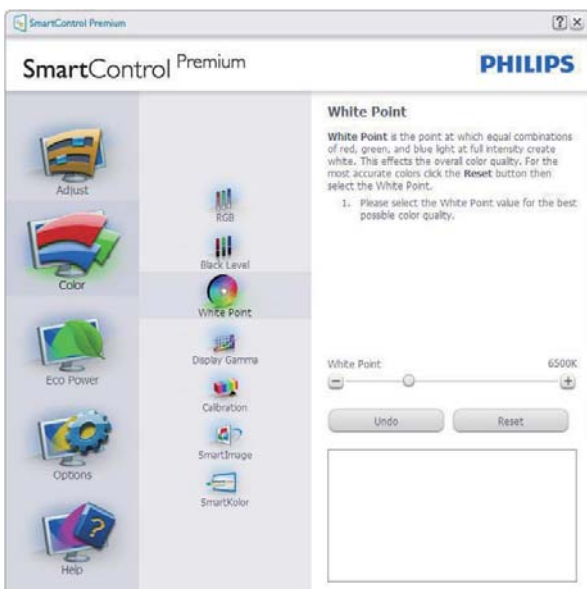 SmartControl Premium
SmartControl Premium
PHILIPS
Adjust
Color
Eco Power
Options
Help
RGB
Black Level
White Point
Display Gamma
Calibration
SmartImage
SmartKolor
White Point
White Point is the point at which equal combinations
of red, green, and blue light at full intensity create
white. This effects the overall color quality. For the
most accurate colors click the Reset button then
select the White Point.
1. Please select the White Point value for the best
possible color quality.
White Point 6500K
Undo Reset